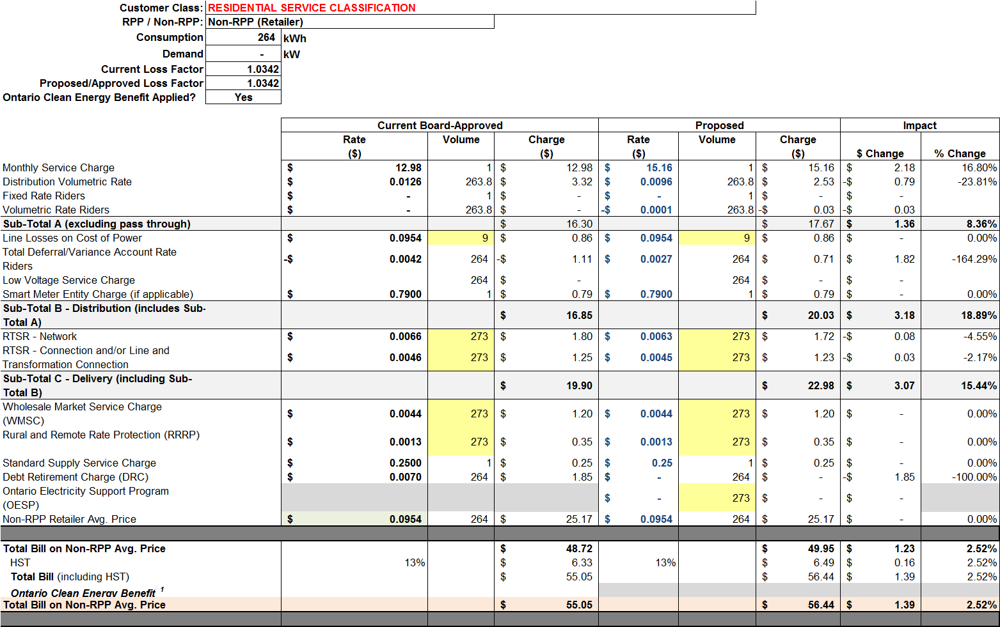 Customer Class: RESIDENTIAL SERVICE CLASSIFICATION
RPP / Non-RPP: Non-RPP (Retailer)
Consumption 264 kWh
Demand - kW
Current Loss Factor 1.0342
Proposed/Approved Loss Factor 1.0342
Ontario Clean Energy Benefit Applied? Yes
Current Board-Approved Proposed Impact
Rate Volume Charge Rate Volume Charge
($) ($) ($) ($) $ Change % Change
Monthly Service Charge $ 12.98 1 $ 12.98 $ 15.16 1 $ 15.16 $ 2.18 16.80%
Distribution Volumetric Rate $ 0.0126 263.8 $ 3.32 $ 0.0096 263.8 $ 2.53 -$ 0.79 -23.81%
Fixed Rate Riders $ - 1 $ - $ - 1 $ - $ -
Volumetric Rate Riders $ - 263.8 $ - -$ 0.0001 263.8 -$ 0.03 -$ 0.03
Sub-Total A (excluding pass through) $ 16.30 $ 17.67 $ 1.36 8.36%
Line Losses on Cost of Power $ 0.0954 9 $ 0.86 $ 0.0954 9 $ 0.86 $ - 0.00%
Total Deferral/Variance Account Rate
Riders -$ 0.0042 264 -$ 1.11 $ 0.0027 264 $ 0.71 $ 1.82 -164.29%
Low Voltage Service Charge 264 $ - 264 $ - $ -
Smart Meter Entity Charge (if applicable) $ 0.7900 1 $ 0.79 $ 0.7900 1 $ 0.79 $ - 0.00%
Sub-Total B - Distribution (includes Sub-
Total A) $ 16.85 $ 20.03 $ 3.18 18.89%
RTSR - Network $ 0.0066 273 $ 1.80 $ 0.0063 273 $ 1.72 -$ 0.08 -4.55%
RTSR - Connection and/or Line and
Transformation Connection $ 0.0046 273 $ 1.25 $ 0.0045 273 $ 1.23 -$ 0.03 -2.17%
Sub-Total C - Delivery (including Sub-
Total B) $ 19.90 $ 22.98 $ 3.07 15.44%
Wholesale Market Service Charge
(WMSC) $ 0.0044 273 $ 1.20 $ 0.0044 273 $ 1.20 $ - 0.00%
Rural and Remote Rate Protection (RRRP)
$ 0.0013 273 $ 0.35 $ 0.0013 273 $ 0.35 $ - 0.00%
Standard Supply Service Charge $ 0.2500 1 $ 0.25 $ 0.25 1 $ 0.25 $ - 0.00%
Debt Retirement Charge (DRC) $ 0.0070 264 $ 1.85 $ - 264 $ - -$ 1.85 -100.00%
Ontario Electricity Support Program
(OESP) $ - 273 $ - $ -
Non-RPP Retailer Avg. Price $ 0.0954 264 $ 25.17 $ 0.0954 264 $ 25.17 $ - 0.00%
Total Bill on Non-RPP Avg. Price $ 48.72 $ 49.95 $ 1.23 2.52%
HST 13% $ 6.33 13% $ 6.49 $ 0.16 2.52%
Total Bill (including HST) $ 55.05 $ 56.44 $ 1.39 2.52%
Ontario Clean Energy Benefit 1
Total Bill on Non-RPP Avg. Price $ 55.05 $ 56.44 $ 1.39 2.52%